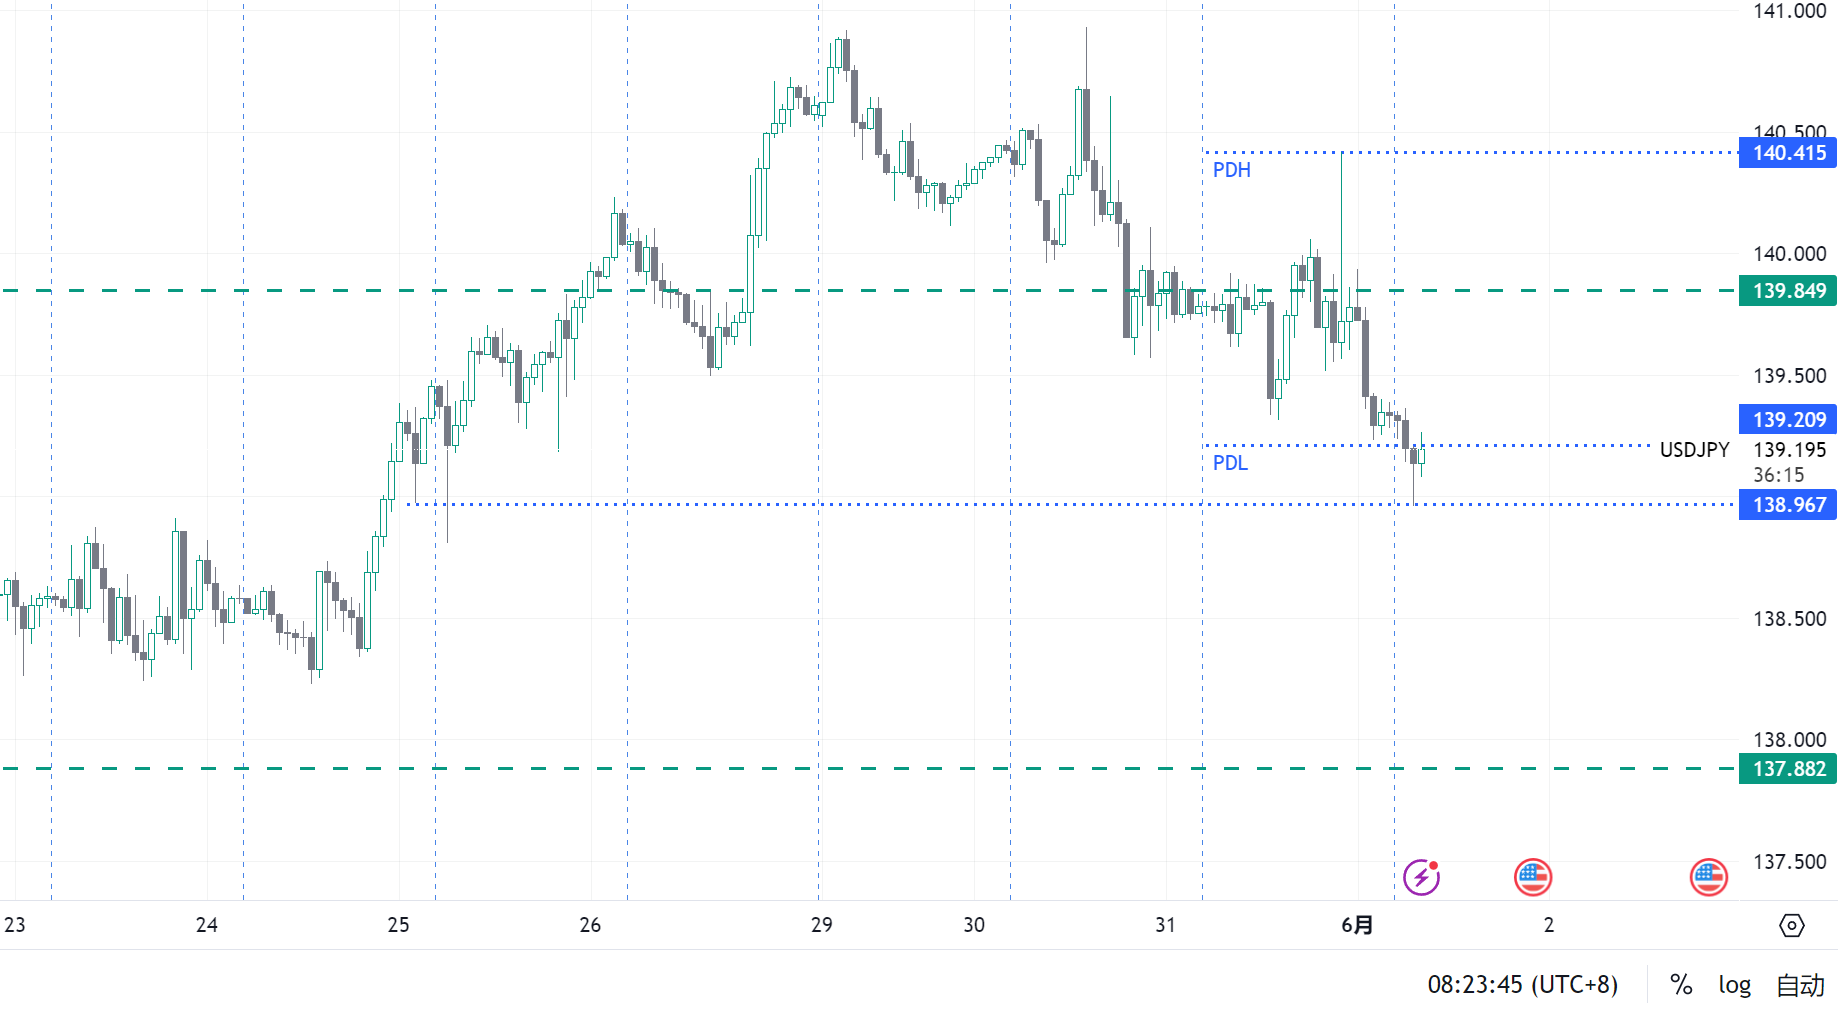 141.000
140.500
140.415
PDH
140.000
139.849
139.500
139.209
USDJPY 139.195
PDL
36:15
138.967
138.500
138.000
137.882
137.500
23 24 25 26 29 30 31 6月 2
08:23:45 (UTC+8) % log 自动